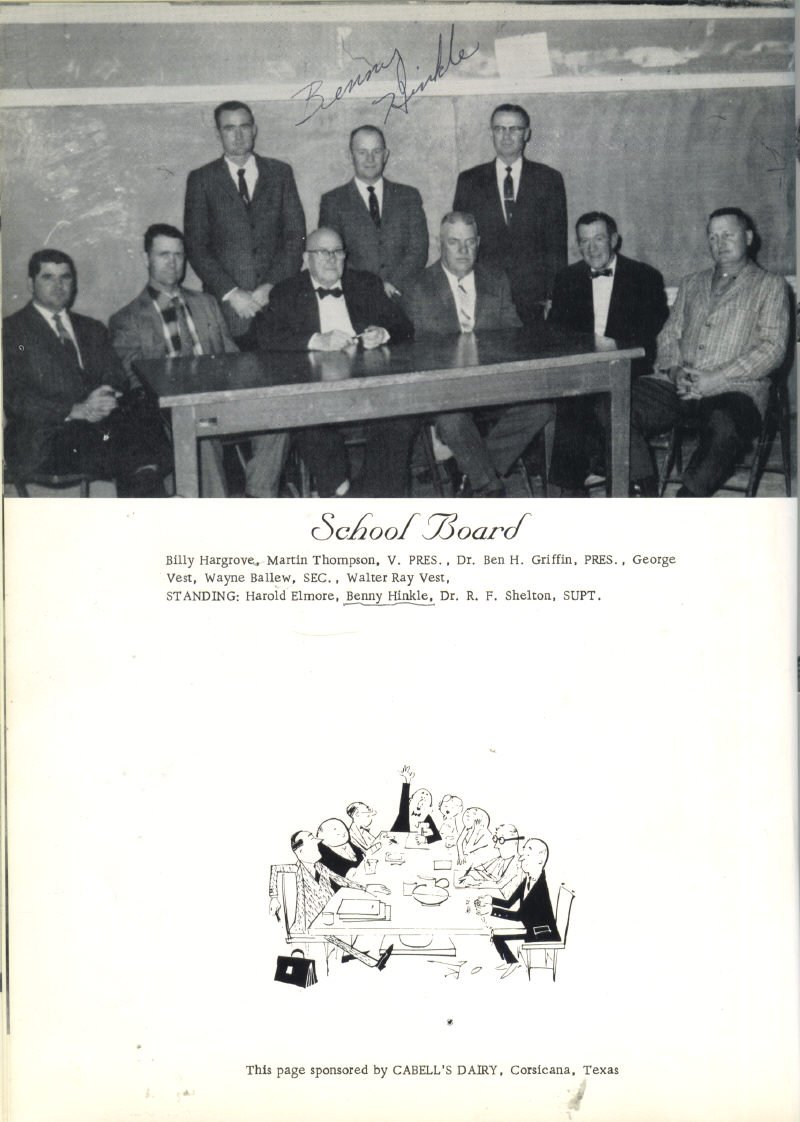 Benny
Hinkle
School Board
Billy Hargrove, Martin Thompson, V. PRES., Dr. Ben H. Griffin, PRES., George
Vest, Wayne Ballew, SEC., Walter Ray Vest,
STANDING: Harold Elmore, Benny Hinkle, Dr. R. F. Shelton, SUPT.
This page sponsored by CABELL'S DAIRY, Corsicana, Texas